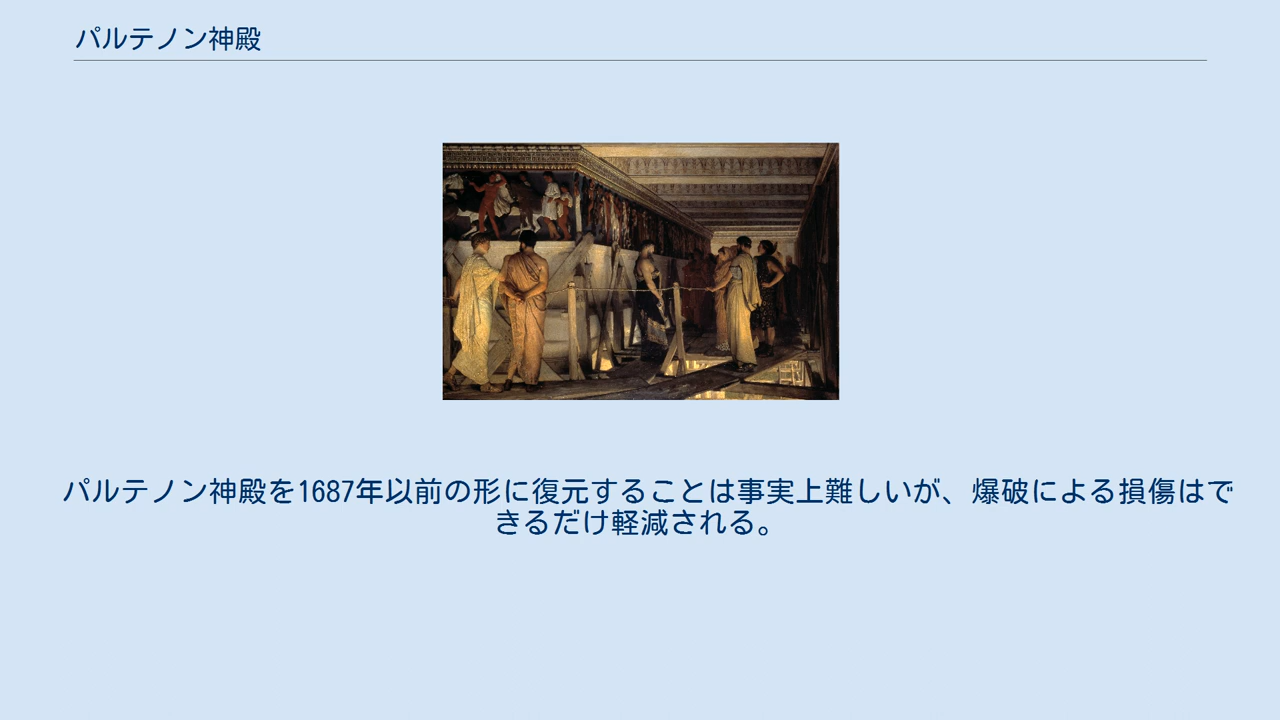 パルテノン神殿
パルテノン神殿を1687年以前の形に復元することは事実上難しいが、爆破による損傷はで
きるだけ軽減される。